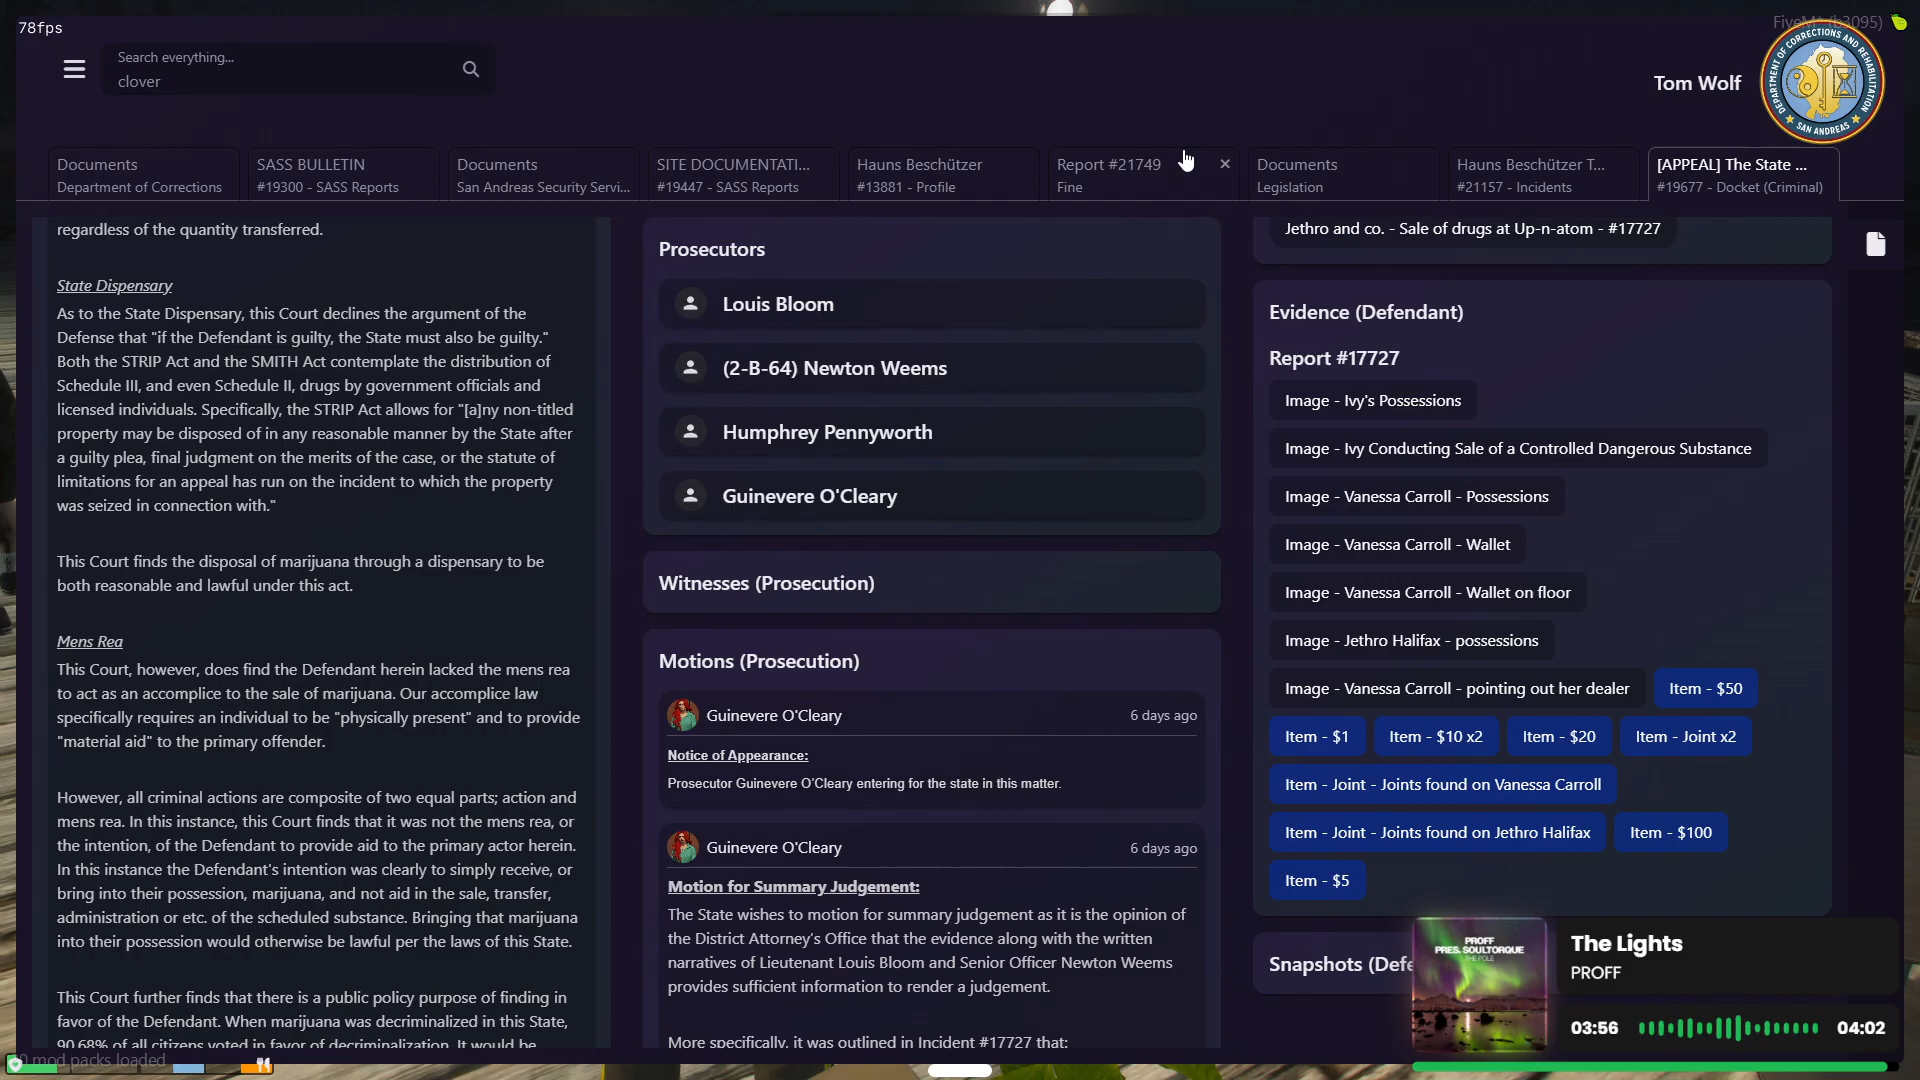 78fps
FiveM* (b3095)
Search everything...
clover
Tom Wolf
DEPARTMENT OF CORRECTIONS AND REHABILITATION
SAN ANDREAS
Documents
Department of Corrections
SASS BULLETIN
#19300 - SASS Reports
Documents
San Andreas Security Servi...
SITE DOCUMENTATI...
#19447 - SASS Reports
Hauns Beschützer
#13881 - Profile
Report #21749
Fine
Documents
Legislation
Hauns Beschützer T...
#21157 - Incidents
[APPEAL] The State ...
#19677 - Docket (Criminal)
regardless of the quantity transferred.
State Dispensary
As to the State Dispensary, this Court declines the argument of the
Defense that "if the Defendant is guilty, the State must also be guilty."
Both the STRIP Act and the SMITH Act contemplate the distribution of
Schedule III, and even Schedule II, drugs by government officials and
licensed individuals. Specifically, the STRIP Act allows for "[a]ny non-titled
property may be disposed of in any reasonable manner by the State after
a guilty plea, final judgment on the merits of the case, or the statute of
limitations for an appeal has run on the incident to which the property
was seized in connection with."
This Court finds the disposal of marijuana through a dispensary to be
both reasonable and lawful under this act.
Mens Rea
This Court, however, does find the Defendant herein lacked the mens rea
to act as an accomplice to the sale of marijuana. Our accomplice law
specifically requires an individual to be "physically present" and to provide
"material aid" to the primary offender.
However, all criminal actions are composite of two equal parts; action and
mens rea. In this instance, this Court finds that it was not the mens rea, or
the intention, of the Defendant to provide aid to the primary actor herein.
In this instance the Defendant's intention was clearly to simply receive, or
bring into their possession, marijuana, and not aid in the sale, transfer,
administration or etc. of the scheduled substance. Bringing that marijuana
into their possession would otherwise be lawful per the laws of this State.
This Court further finds that there is a public policy purpose of finding in
favor of the Defendant. When marijuana was decriminalized in this State,
90.68% of all citizens voted in favor of decriminalization. It would be
Prosecutors
Louis Bloom
(2-B-64) Newton Weems
Humphrey Pennyworth
Guinevere O'Cleary
Witnesses (Prosecution)
Motions (Prosecution)
Guinevere O'Cleary
6 days ago
Notice of Appearance:
Prosecutor Guinevere O'Cleary entering for the state in this matter.
Guinevere O'Cleary
6 days ago
Motion for Summary Judgement:
The State wishes to motion for summary judgement as it is the opinion of
the District Attorney's Office that the evidence along with the written
narratives of Lieutenant Louis Bloom and Senior Officer Newton Weems
provides sufficient information to render a judgement.
More specifically, it was outlined in Incident #17727 that:
Jethro and co. - Sale of drugs at Up-n-atom - #17727
Evidence (Defendant)
Report #17727
Image - Ivy's Possessions
Image - Ivy Conducting Sale of a Controlled Dangerous Substance
Image - Vanessa Carroll - Possessions
Image - Vanessa Carroll - Wallet
Image - Vanessa Carroll - Wallet on floor
Image - Jethro Halifax - possessions
Image - Vanessa Carroll - pointing out her dealer
Item - $50
Item - $1
Item - $10 x2
Item - $20
Item - Joint x2
Item - Joint - Joints found on Vanessa Carroll
Item - Joint - Joints found on Jethro Halifax
Item - $100
Item - $5
Snapshots (Defe
PROFF
PRES. SOULTORQUE
THE POLE
The Lights
PROFF
03:56
04:02
0 mod packs loaded